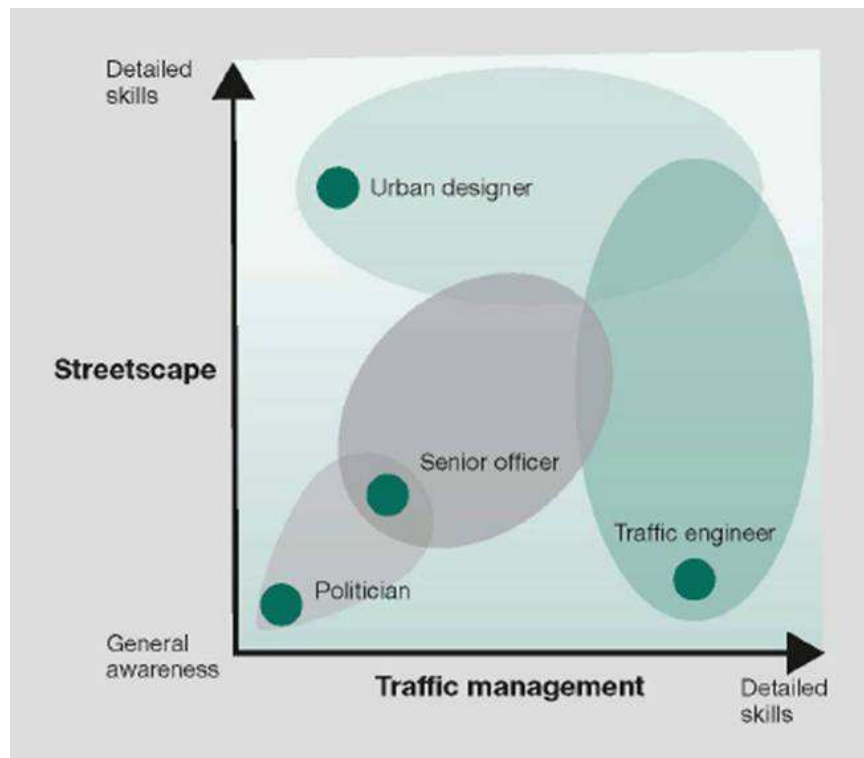 Detailed
skills
Urban designer
Streetscape
Senior officer
Traffic engineer
Politician
General
awareness
Traffic management
Detailed
skills